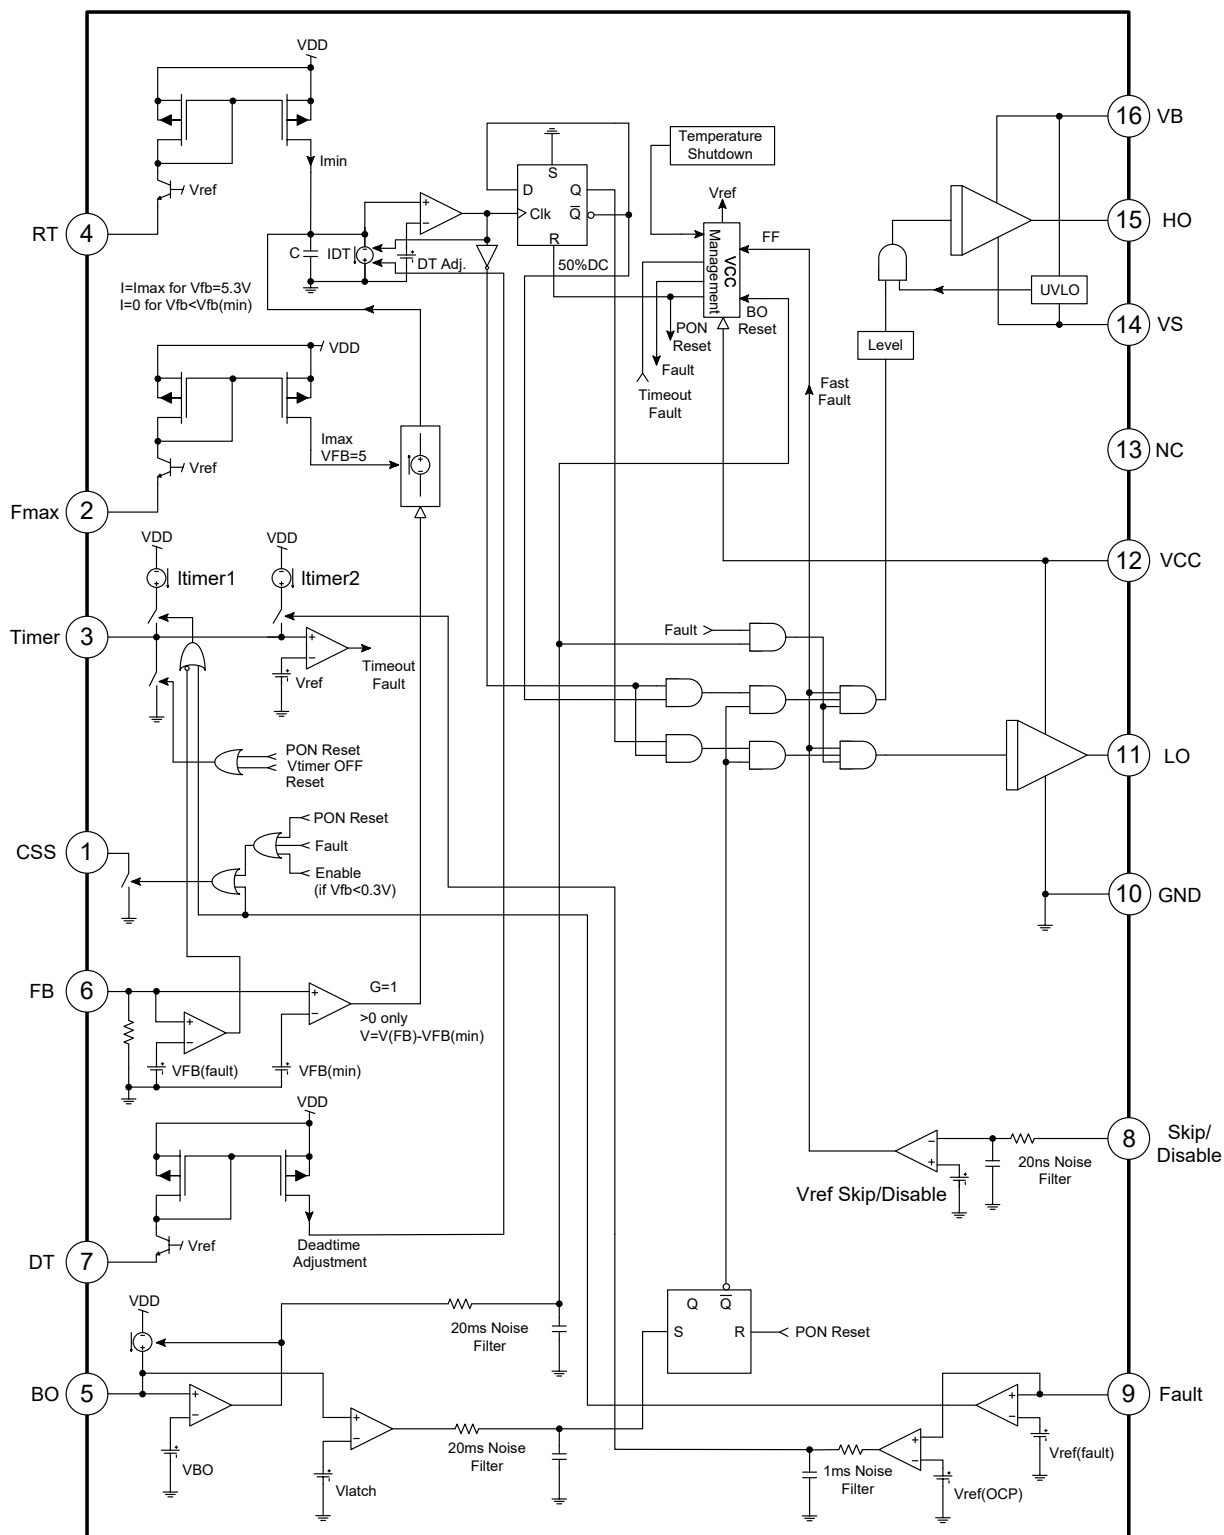 VDD
Imin
Vref
4
RT
C
IDT
DT Adj.
I=Imax for Vfb=5.3V
I=0 for Vfb<Vfb(min)
S
D
Q
Clk
Q
R
50%DC
Temperature
Shutdown
Vref
VCC
Management
FF
BO
Reset
PON
Reset
Fault
Timeout
Fault
Fast
Fault
16
VB
15
HO
UVLO
14
VS
Level
13
NC
VDD
Imax
VFB=5
Vref
Fmax
2
VDD
Itimer1
VDD
Itimer2
Timer
3
+
−
Vref
Timeout
Fault
PON Reset
Vtimer OFF
Reset
12
VCC
Fault
11
LO
10
GND
CSS
1
PON Reset
Fault
Enable
(if Vfb<0.3V)
FB
6
G=1
>0 only
V=V(FB)-VFB(min)
VFB(fault)
VFB(min)
8
Skip/
Disable
20ns Noise
Filter
Vref Skip/Disable
VDD
Vref
DT
7
Deadtime
Adjustment
VDD
BO
5
20ms Noise
Filter
VBO
Vlatch
20ms Noise
Filter
Q
Q
S
R
PON Reset
9
Fault
Vref(fault)
1ms Noise
Filter
Vref(OCP)